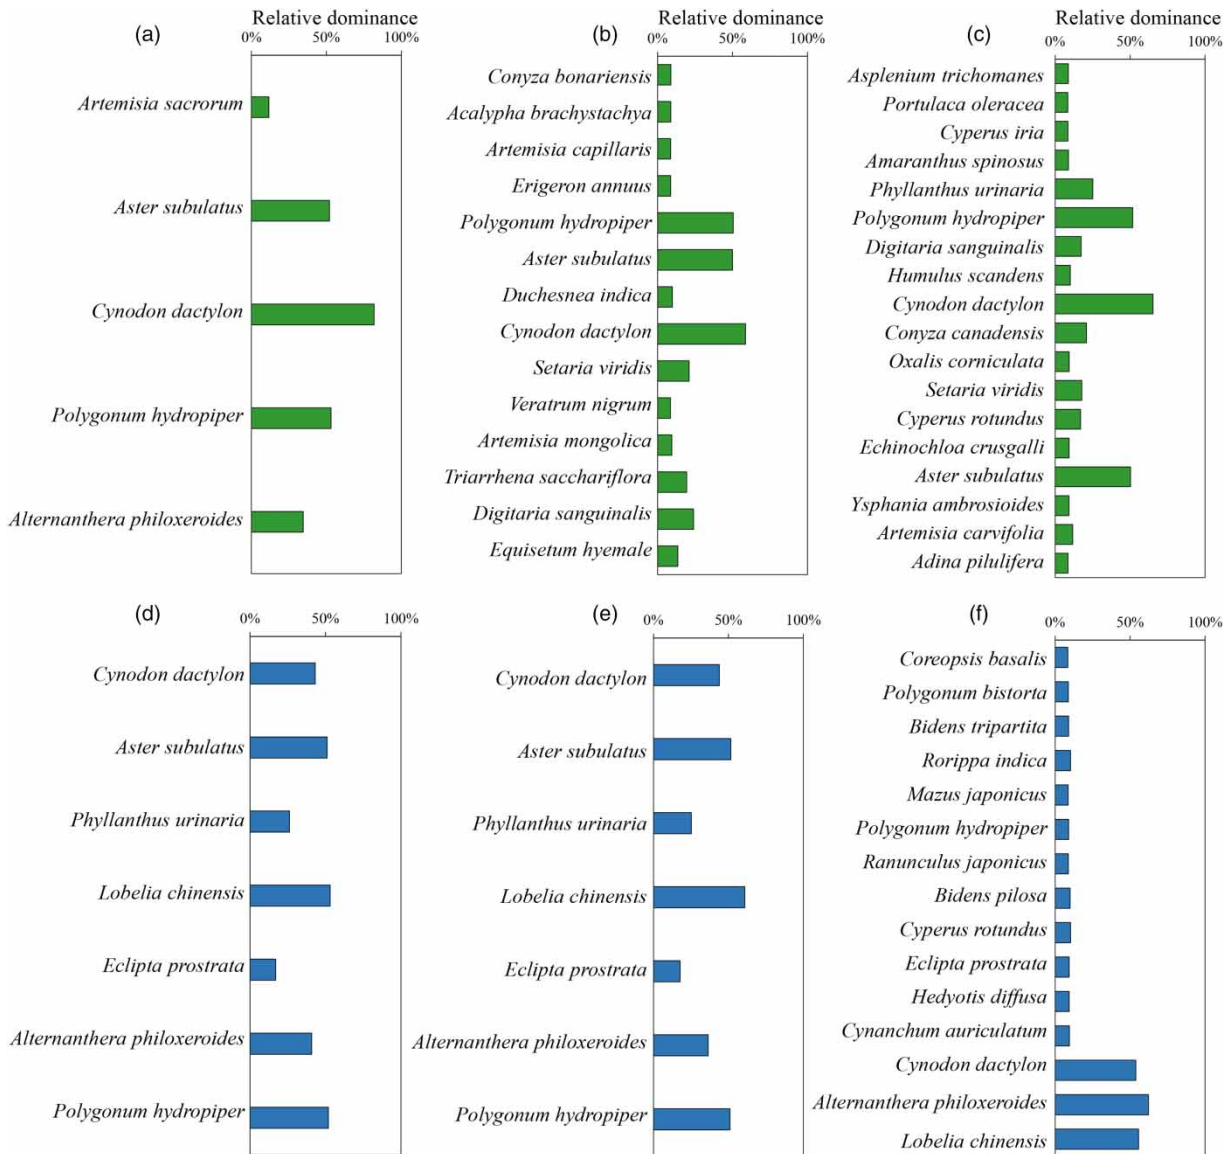 (a)
Relative dominance
0% 50% 100%
Artemisia sacrorum
Aster subulatus
Cynodon dactylon
Polygonum hydropiper
Alternanthera philoxeroides
(b)
Relative dominance
0% 50% 100%
Conyza bonariensis
Acalypha brachystachya
Artemisia capillaris
Erigeron annuus
Polygonum hydropiper
Aster subulatus
Duchesnea indica
Cynodon dactylon
Setaria viridis
Veratrum nigrum
Artemisia mongolica
Triarrhena sacchariflora
Digitaria sanguinalis
Equisetum hyemale
(c)
Relative dominance
0% 50% 100%
Asplenium trichomanes
Portulaca oleracea
Cyperus iria
Amaranthus spinosus
Phyllanthus urinaria
Polygonum hydropiper
Digitaria sanguinalis
Humulus scandens
Cynodon dactylon
Conyza canadensis
Oxalis corniculata
Setaria viridis
Cyperus rotundus
Echinochloa crusgalli
Aster subulatus
Ysphania ambrosioides
Artemisia carvifolia
Adina pilulifera
(d)
0% 50% 100%
Cynodon dactylon
Aster subulatus
Phyllanthus urinaria
Lobelia chinensis
Eclipta prostrata
Alternanthera philoxeroides
Polygonum hydropiper
(e)
0% 50% 100%
Cynodon dactylon
Aster subulatus
Phyllanthus urinaria
Lobelia chinensis
Eclipta prostrata
Alternanthera philoxeroides
Polygonum hydropiper
(f)
0% 50% 100%
Coreopsis basalis
Polygonum bistorta
Bidens tripartita
Rorippa indica
Mazus japonicus
Polygonum hydropiper
Ranunculus japonicus
Bidens pilosa
Cyperus rotundus
Eclipta prostrata
Hedyotis diffusa
Cynanchum auriculatum
Cynodon dactylon
Alternanthera philoxeroides
Lobelia chinensis